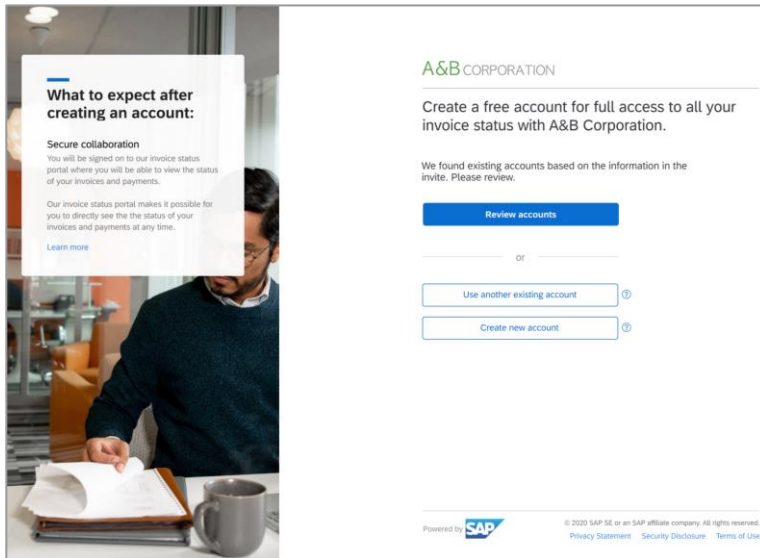 What to expect after
creating an account:
Secure collaboration
You will be signed on to our invoice status
portal where you will be able to view the status
of your invoices and payments.
Our invoice status portal makes it possible for
you to directly see the the status of your
invoices and payments at any time.
Learn more
A&B CORPORATION
Create a free account for full access to all your
invoice status with A&B Corporation.
We found existing accounts based on the information in the
invite. Please review.
Review accounts
or
Use another existing account ?
Create new account ?
Powered by SAP
© 2020 SAP SE or an SAP affiliate company. All rights reserved.
Privacy Statement Security Disclosure Terms of Use